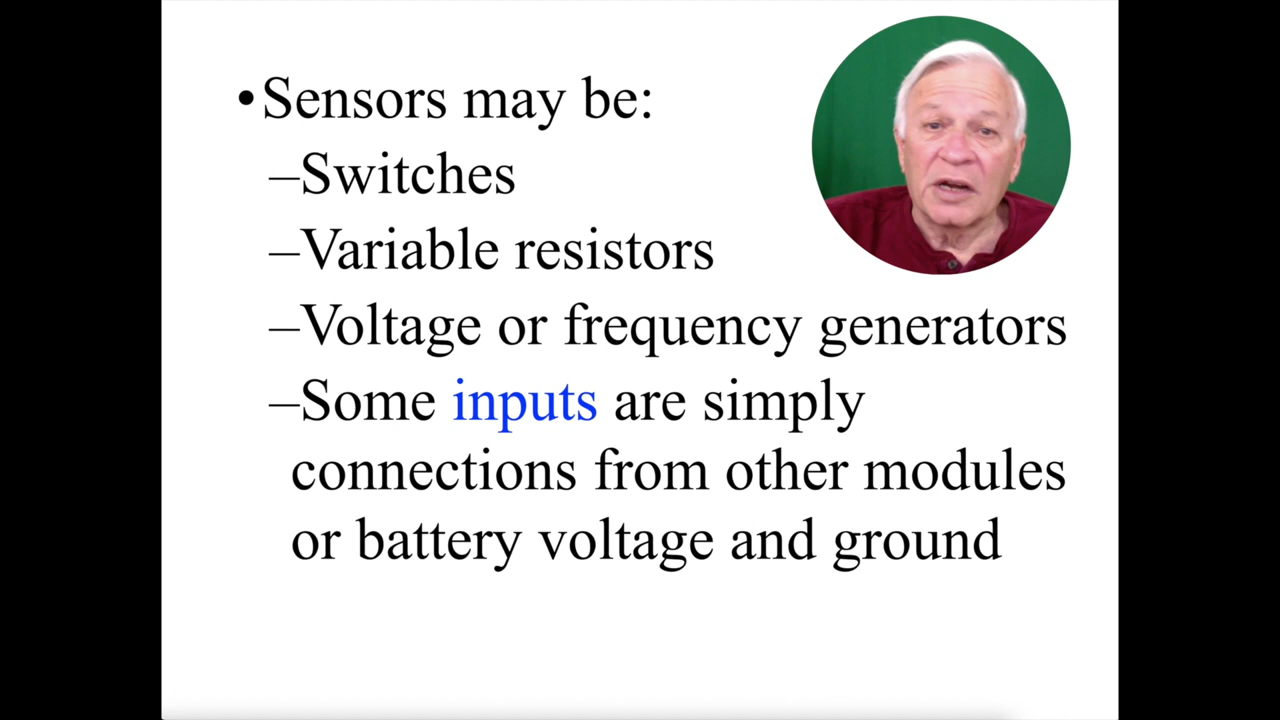 •Sensors may be:
–Switches
–Variable resistors
–Voltage or frequency generators
–Some inputs are simply
connections from other modules
or battery voltage and ground